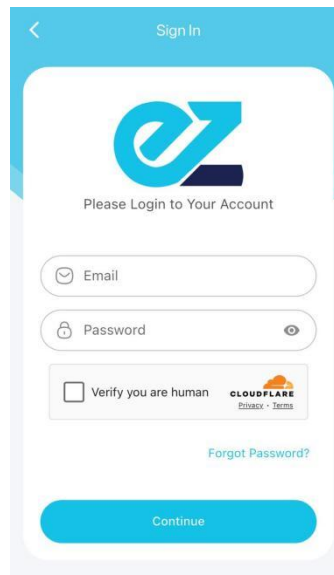 Sign In
ez
Please Login to Your Account
Email
Password
Verify you are human
CLOUDFLARE
Privacy • Terms
Forgot Password?
Continue